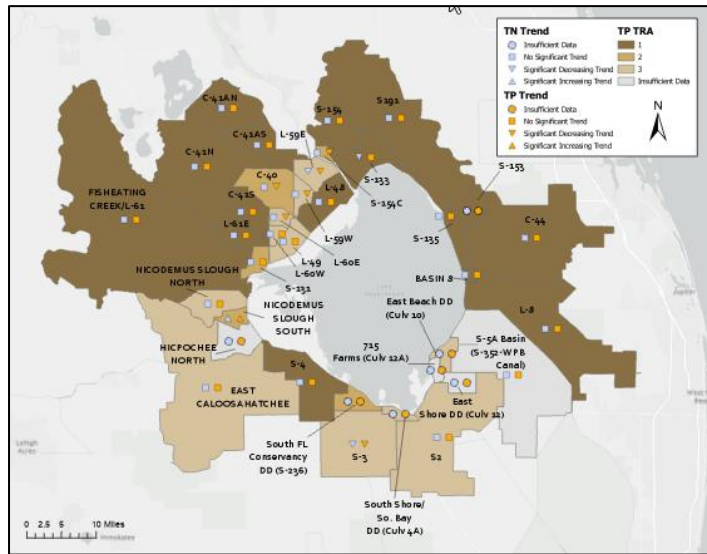 TN Trend
Insufficient Data
No Significant Trend
Significant Decreasing Trend
Significant Increasing Trend
TP Trend
Insufficient Data
No Significant Trend
Significant Decreasing Trend
Significant Increasing Trend
TP TRA
1
2
3
Insufficient Data
N
C-41AN
S-154
S191
L-59E
C-41AS
C-41N
S-133
S-153
C-40
L-48
S-154C
FISHEATING
CREEK/L-61
C-41S
C-44
L-61E
L-59W
S-135
L-60E
L-49
L-60W
NICODEMUS SLOUGH
NORTH
S-131
BASIN 8
NICODEMUS
SLOUGH
SOUTH
East Beach DD
(Culv 10)
L-8
HICPOCHEE
NORTH
715
Farms (Culv 12A)
S-5A Basin
(S-352-WPB
Canal)
S-4
EAST
CALOOSAHATCHEE
East
Shore DD (Culv 12)
South FL
Conservancy
DD (S-236)
S-3
S2
South Shore/
So. Bay
DD (Culv 4A)
Lehigh
Acres
Immokalee
Jupiter
0 2.5 5 10 Miles